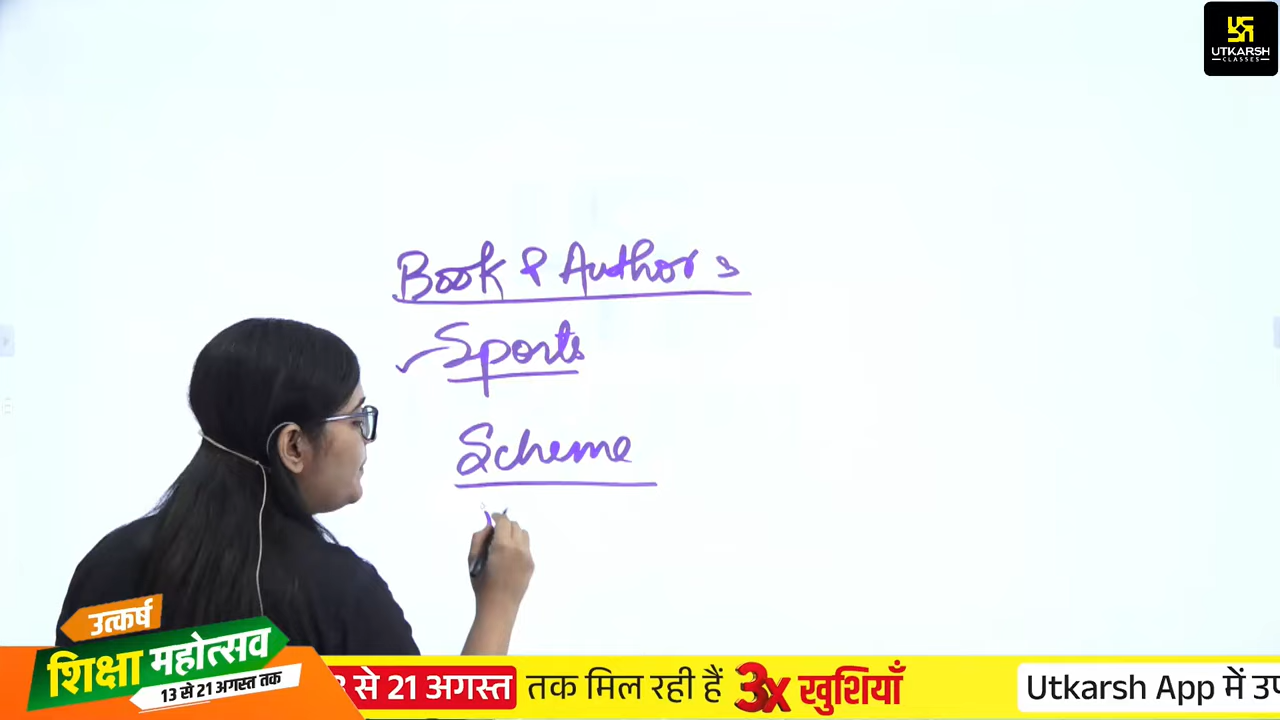 UTKARSH
CLASSES
Book & Authors
Sports
Scheme
उत्कर्ष
शिक्षा महोत्सव
13 से 21 अगस्त तक
से 21 अगस्त तक मिल रही हैं 3x खुशियाँ
Utkarsh App में